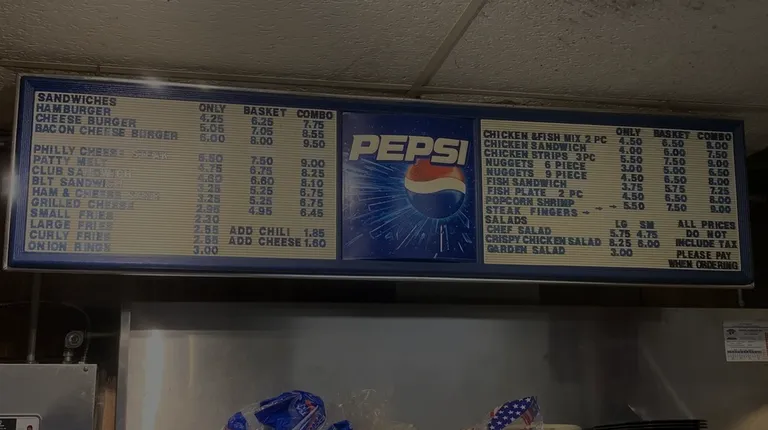 SANDWICHES ONLY BASKET COMBO
HAMBURGER 4.25 6.25 7.75
CHEESE BURGER 5.05 7.05 8.55
BACON CHEESE BURGER 6.00 8.00 9.50
PHILLY CHEESE
PATTY MELT 5.50 7.50 9.00
CLUB 6.75 8.25
BLT SANDWICH 6.60 8.10
HAM & CHEESE 3.25 5.25 6.75
GRILLED CHEESE 3.25 5.25 6.75
SMALL FRIES 4.95 6.45
LARGE FRIES 2.30
CURLY FRIES 2.55 ADD CHILI 1.85
ONION RINGS 2.55 ADD CHEESE 1.60
3.00
PEPSI
ONLY BASKET COMBO
CHICKEN & FISH MIX 2 PC 4.50 6.50 8.00
CHICKEN SANDWICH 4.00 6.00 7.50
CHICKEN STRIPS 3PC 5.50 7.50 9.00
NUGGETS 6 PIECE 3.00 5.00 6.50
NUGGETS 9 PIECE 4.50 6.50 8.00
FISH SANDWICH 3.75 5.75
FISH PLATE 2 PC 4.50 6.50 8.00
POPCORN SHRIMP 5.50 7.50 9.00
STEAK FINGERS
SALADS LG SM ALL PRICES
CHEF SALAD 5.75 4.75 DO NOT
CRISPY CHICKEN SALAD 8.25 6.00 INCLUDE TAX
GARDEN SALAD 3.00 PLEASE PAY
WHEN ORDERING